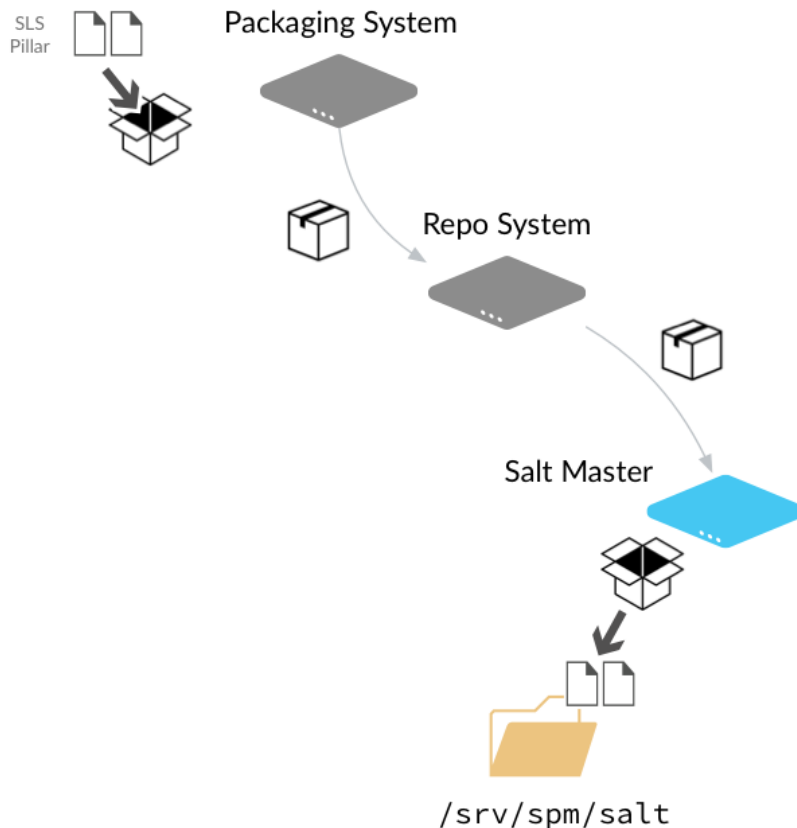 SLS
Pillar
Packaging System
Repo System
Salt Master
/srv/spm/salt